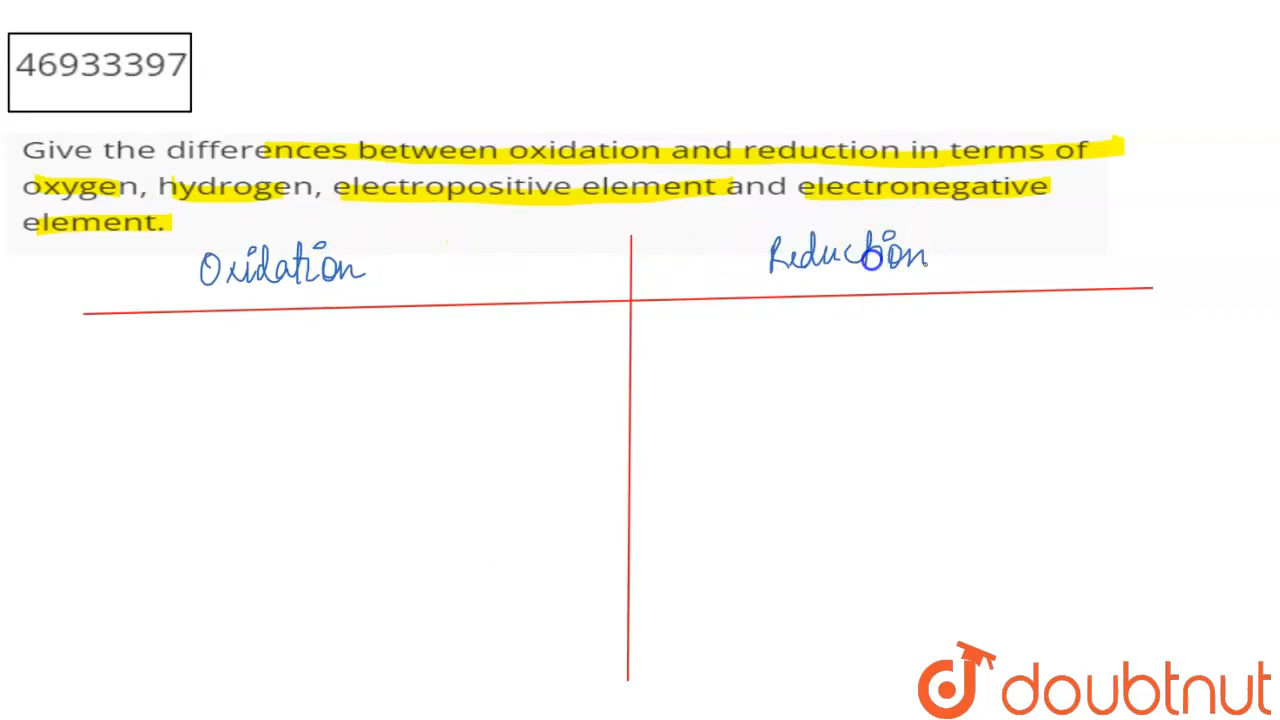 46933397
Give the differences between oxidation and reduction in terms of
oxygen, hydrogen, electropositive element and electronegative
element.
Oxidation
Reduction
doubtnut